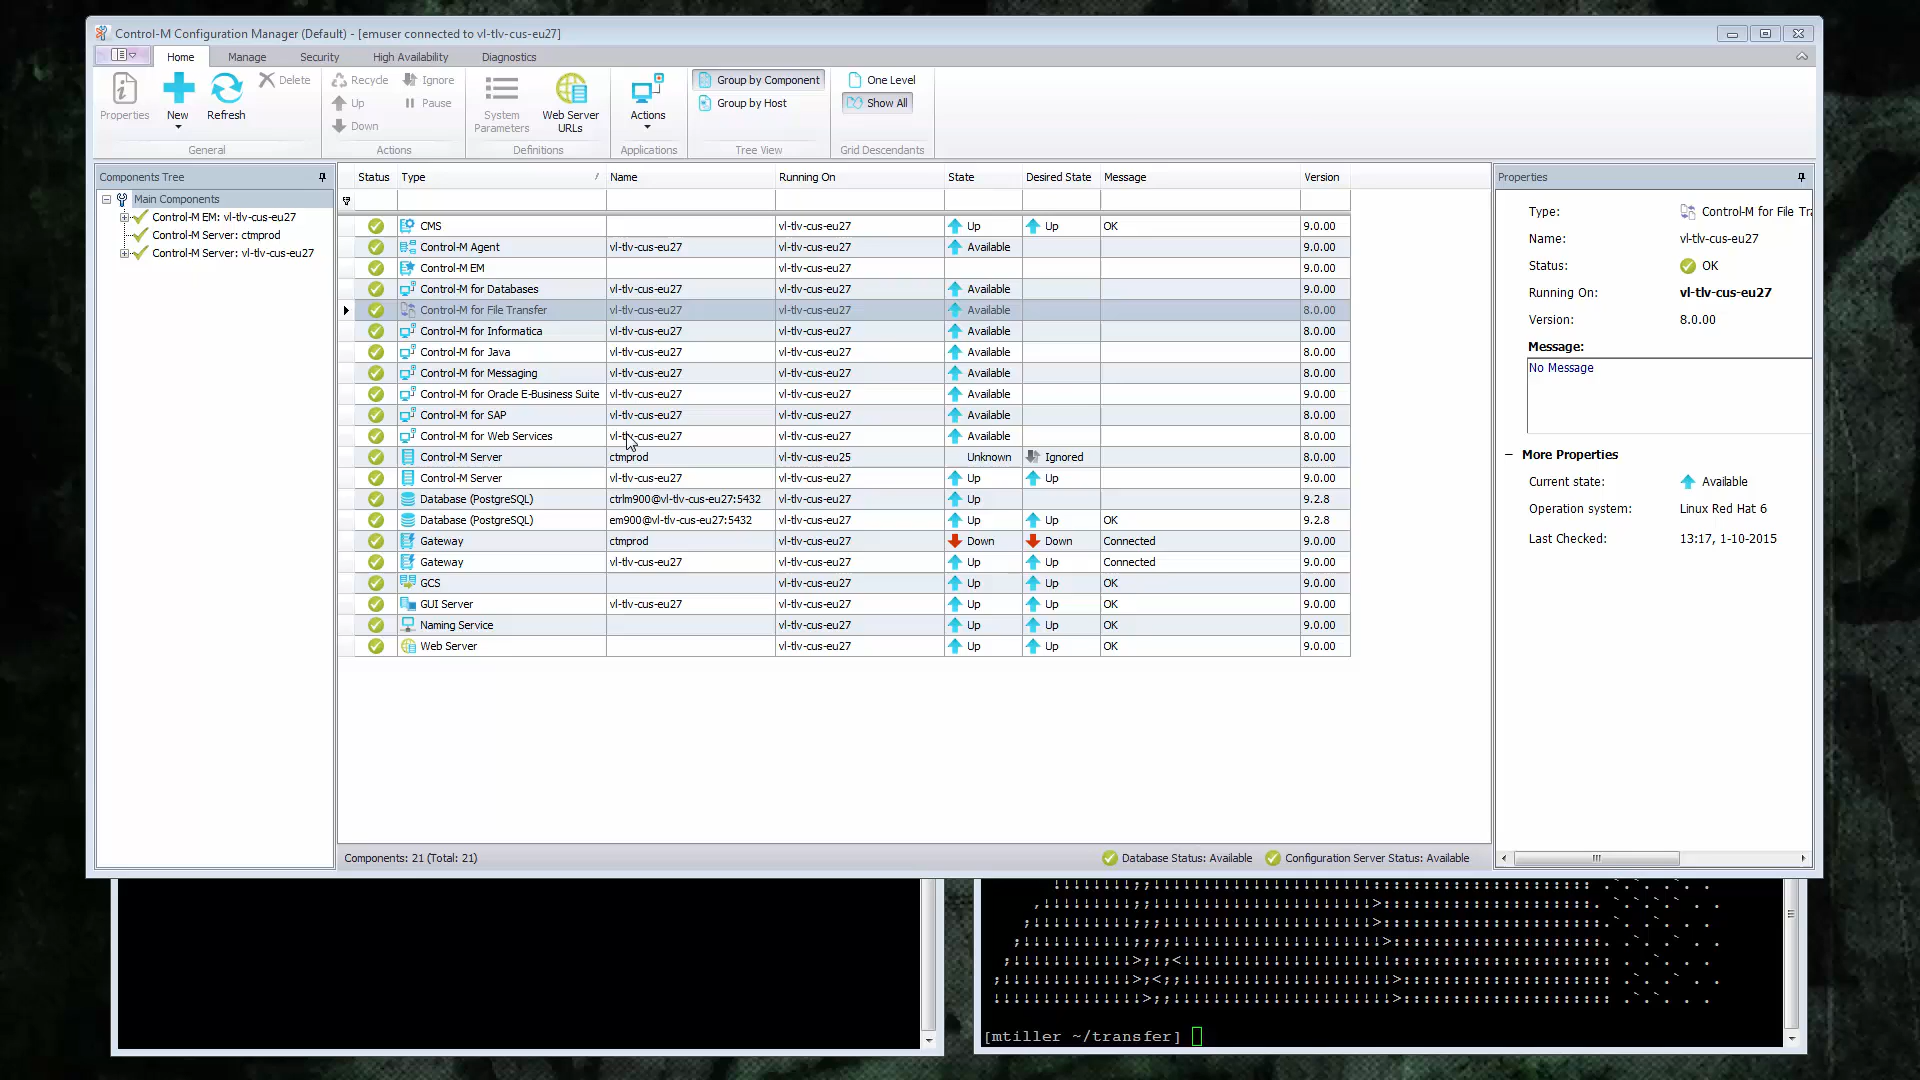 Control-M Configuration Manager (Default) - [emuser connected to vl-tlv-cus-eu27]
Home Manage Security High Availability Diagnostics
Properties New Refresh Delete
General
Recycle Ignore
Up Pause
Down
Actions
System Parameters Web Server URLs
Definitions
Actions
Applications
Group by Component
Group by Host
Tree View
One Level
Show All
Grid Descendants
Components Tree
Main Components
Control-M EM: vl-tlv-cus-eu27
Control-M Server: ctmprod
Control-M Server: vl-tlv-cus-eu27
Status Type / Name Running On State Desired State Message Version
CMS vl-tlv-cus-eu27 Up Up OK 9.0.00
Control-M Agent vl-tlv-cus-eu27 vl-tlv-cus-eu27 Available 9.0.00
Control-M EM vl-tlv-cus-eu27 9.0.00
Control-M for Databases vl-tlv-cus-eu27 vl-tlv-cus-eu27 Available 9.0.00
Control-M for File Transfer vl-tlv-cus-eu27 vl-tlv-cus-eu27 Available 8.0.00
Control-M for Informatica vl-tlv-cus-eu27 vl-tlv-cus-eu27 Available 8.0.00
Control-M for Java vl-tlv-cus-eu27 vl-tlv-cus-eu27 Available 8.0.00
Control-M for Messaging vl-tlv-cus-eu27 vl-tlv-cus-eu27 Available 8.0.00
Control-M for Oracle E-Business Suite vl-tlv-cus-eu27 vl-tlv-cus-eu27 Available 9.0.00
Control-M for SAP vl-tlv-cus-eu27 vl-tlv-cus-eu27 Available 8.0.00
Control-M for Web Services vl-tlv-cus-eu27 vl-tlv-cus-eu27 Available 8.0.00
Control-M Server ctmprod vl-tlv-cus-eu25 Unknown Ignored 8.0.00
Control-M Server vl-tlv-cus-eu27 vl-tlv-cus-eu27 Up Up 9.0.00
Database (PostgreSQL) ctrlm900@vl-tlv-cus-eu27:5432 vl-tlv-cus-eu27 Up 9.2.8
Database (PostgreSQL) em900@vl-tlv-cus-eu27:5432 vl-tlv-cus-eu27 Up Up OK 9.2.8
Gateway ctmprod vl-tlv-cus-eu27 Down Down Connected 9.0.00
Gateway vl-tlv-cus-eu27 vl-tlv-cus-eu27 Up Up Connected 9.0.00
GCS vl-tlv-cus-eu27 Up Up OK 9.0.00
GUI Server vl-tlv-cus-eu27 vl-tlv-cus-eu27 Up Up OK 9.0.00
Naming Service vl-tlv-cus-eu27 Up Up OK 9.0.00
Web Server vl-tlv-cus-eu27 Up Up OK 9.0.00
Components: 21 (Total: 21) Database Status: Available Configuration Server Status: Available
Properties
Type: Control-M for File Tra
Name: vl-tlv-cus-eu27
Status: OK
Running On: vl-tlv-cus-eu27
Version: 8.0.00
Message:
No Message
More Properties
Current state: Available
Operation system: Linux Red Hat 6
Last Checked: 13:17, 1-10-2015
[mtiller ~/transfer]